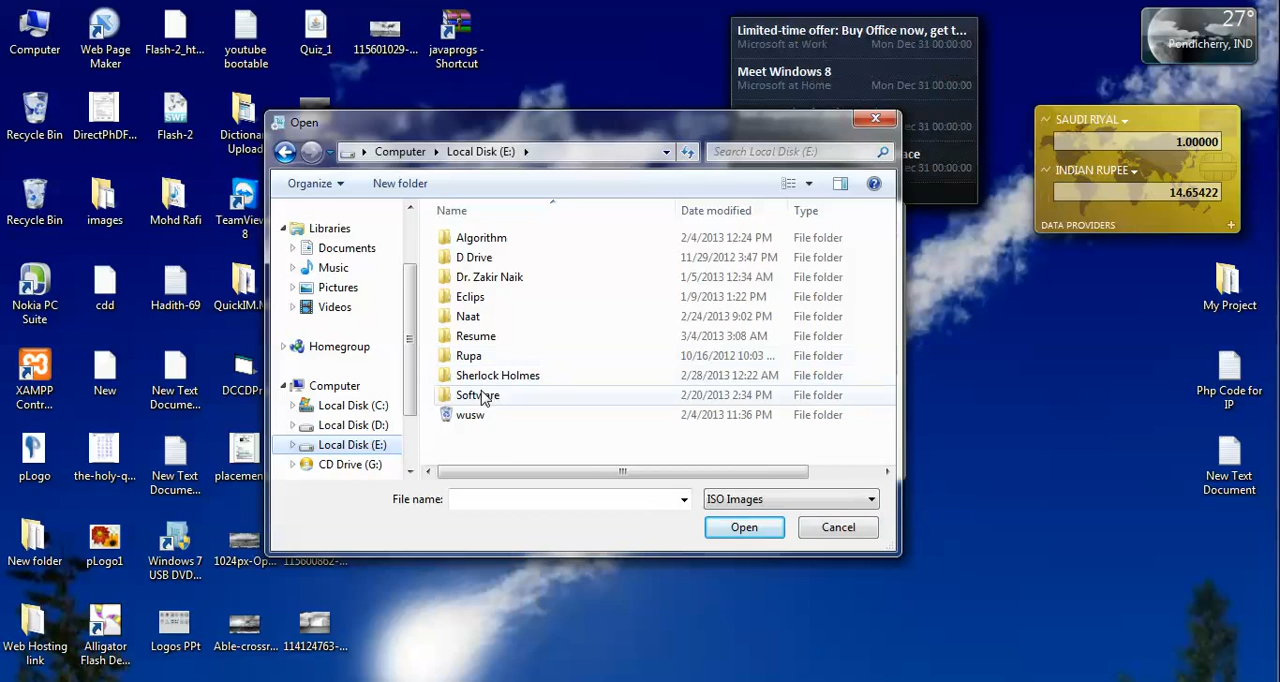 Computer
Web Page
Maker
Flash-2_ht...
youtube
bootable
Quiz_1
115601029-...
javaprogs -
Shortcut
Limited-time offer: Buy Office now, get t...
Microsoft at Work
Mon Dec 31 00:00:00
Meet Windows 8
Microsoft at Home
Mon Dec 31 00:00:00
Dec 31 00:00:00
ace
Dec 31 00:00:00
27°
Pondicherry, IND
SAUDI RIYAL
1.00000
INDIAN RUPEE
14.65422
DATA PROVIDERS
+
Recycle Bin
DirectPhDF...
Flash-2
Diction
Upload
Recycle Bin
images
Mohd Rafi
TeamView
8
Nokia PC
Suite
cdd
Hadith-69
QuickIM.M
XAMPP
Contr...
New
New Text
Docume...
DCCDPr
pLogo
the-holy-q...
New Text
Docume...
placemen
New folder
pLogo1
Windows 7
USB DVD...
1024px-Op...
115600862-...
Web Hosting
link
Alligator
Flash De...
Logos PPt
Able-crossr...
114124763-...
My Project
Php Code for
IP
New Text
Document
Open
Computer
Local Disk (E:)
Search Local Disk (E:)
Organize
New folder
Name
Date modified
Type
Libraries
Documents
Music
Pictures
Videos
Homegroup
Computer
Local Disk (C:)
Local Disk (D:)
Local Disk (E:)
CD Drive (G:)
Algorithm 2/4/2013 12:24 PM File folder
D Drive 11/29/2012 3:47 PM File folder
Dr. Zakir Naik 1/5/2013 12:34 AM File folder
Eclips 1/9/2013 1:22 PM File folder
Naat 2/24/2013 9:02 PM File folder
Resume 3/4/2013 3:08 AM File folder
Rupa 10/16/2012 10:03 ... File folder
Sherlock Holmes 2/28/2013 12:22 AM File folder
Software 2/20/2013 2:34 PM File folder
wusw 2/4/2013 11:36 PM File folder
File name:
ISO Images
Open
Cancel